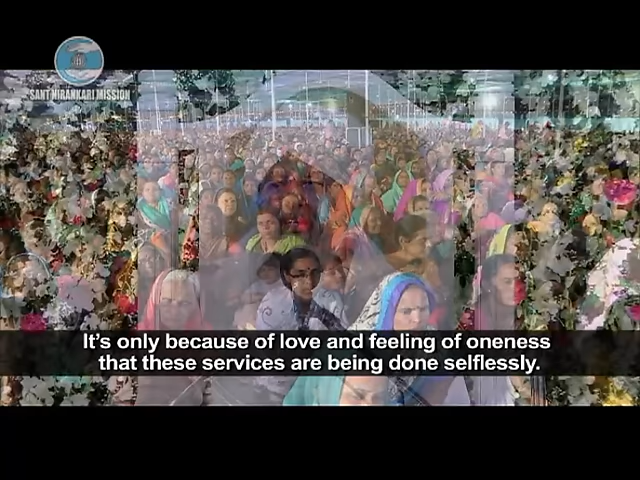 SANT NIRANKARI MISSION
It's only because of love and feeling of oneness
that these services are being done selflessly.